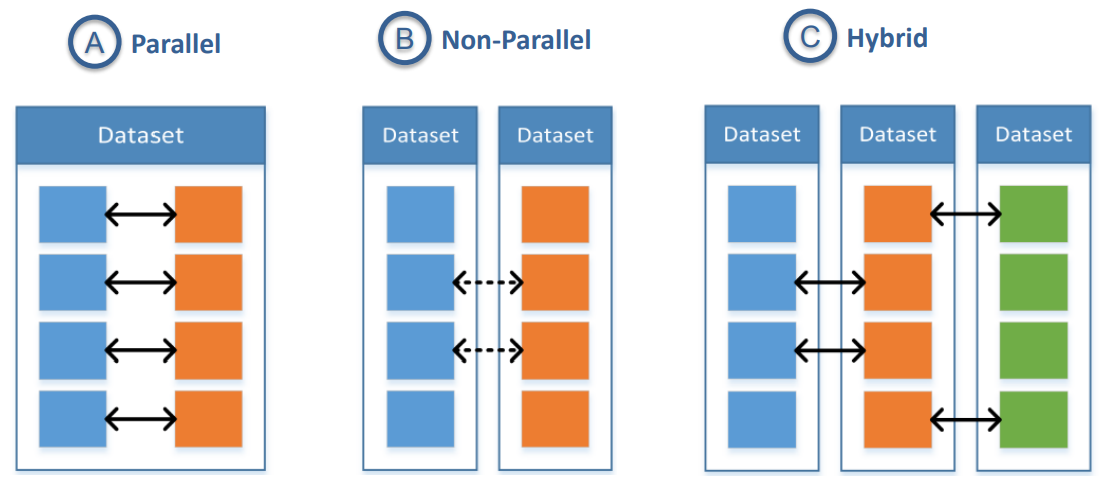 A Parallel
B Non-Parallel
C Hybrid
Dataset
Dataset
Dataset
Dataset
Dataset
Dataset